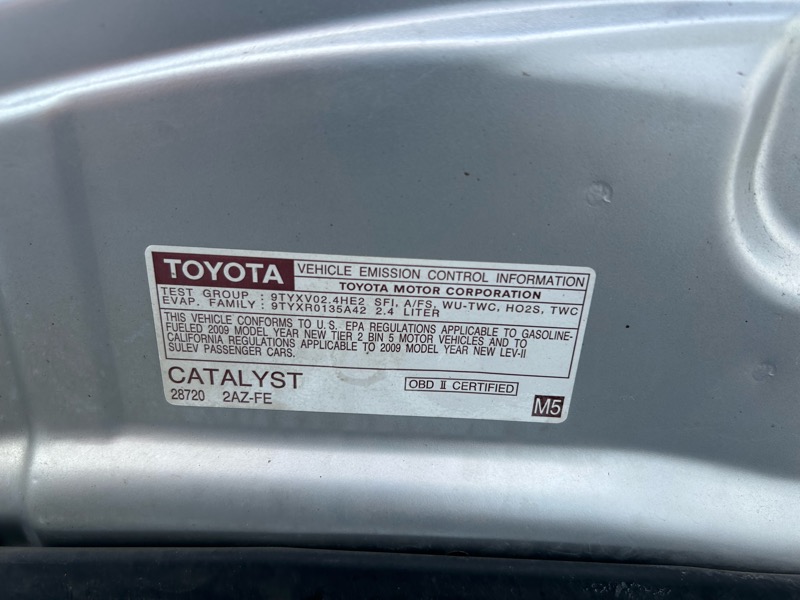 TOYOTA VEHICLE EMISSION CONTROL INFORMATION
TOYOTA MOTOR CORPORATION
TEST GROUP : 9TYXV02.4HE2 SFI, A/FS, WU-TWC, HO2S, TWC
EVAP. FAMILY : 9TYXR0135A42 2.4 LITER
THIS VEHICLE CONFORMS TO U.S. EPA REGULATIONS APPLICABLE TO GASOLINE-
FUELED 2009 MODEL YEAR NEW TIER 2 BIN 5 MOTOR VEHICLES AND TO
CALIFORNIA REGULATIONS APPLICABLE TO 2009 MODEL YEAR NEW LEV-II
SULEV PASSENGER CARS.
CATALYST
OBD II CERTIFIED
28720 2AZ-FE
M5